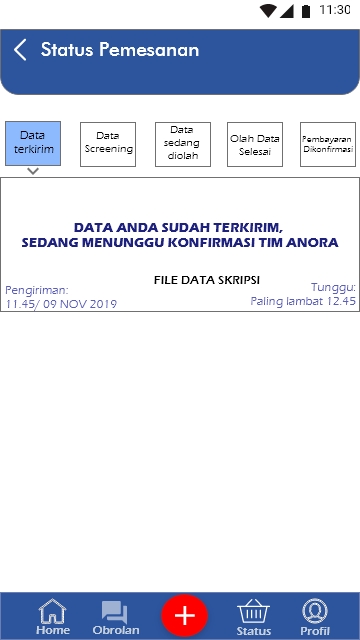 11:30
Status Pemesanan
Data
terkirim
Data
Screening
Data
sedang
diolah
Olah Data
Selesai
Pembayaran
Dikonfirmasi
DATA ANDA SUDAH TERKIRIM,
SEDANG MENUNGGU KONFIRMASI TIM ANORA
FILE DATA SKRIPSI
Pengiriman:
11.45/ 09 NOV 2019
Tunggu:
Paling lambat 12.45
Home
Obrolan
Status
Profil